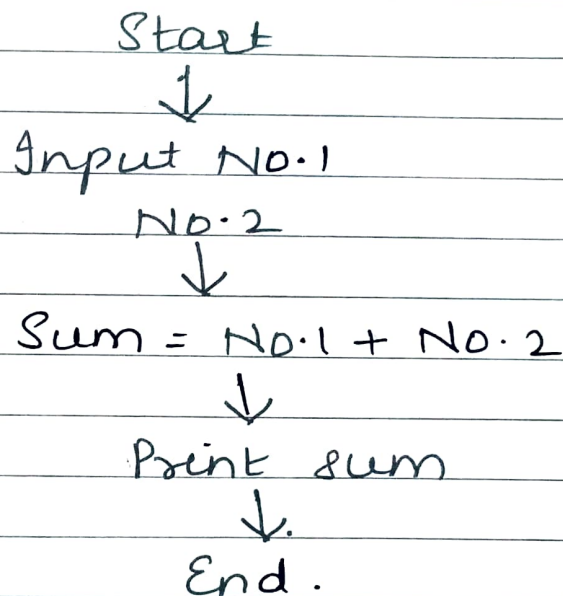 Start
↓
Input No.1
No.2
↓
Sum = No.1 + No.2
↓
Print sum
↓.
End.